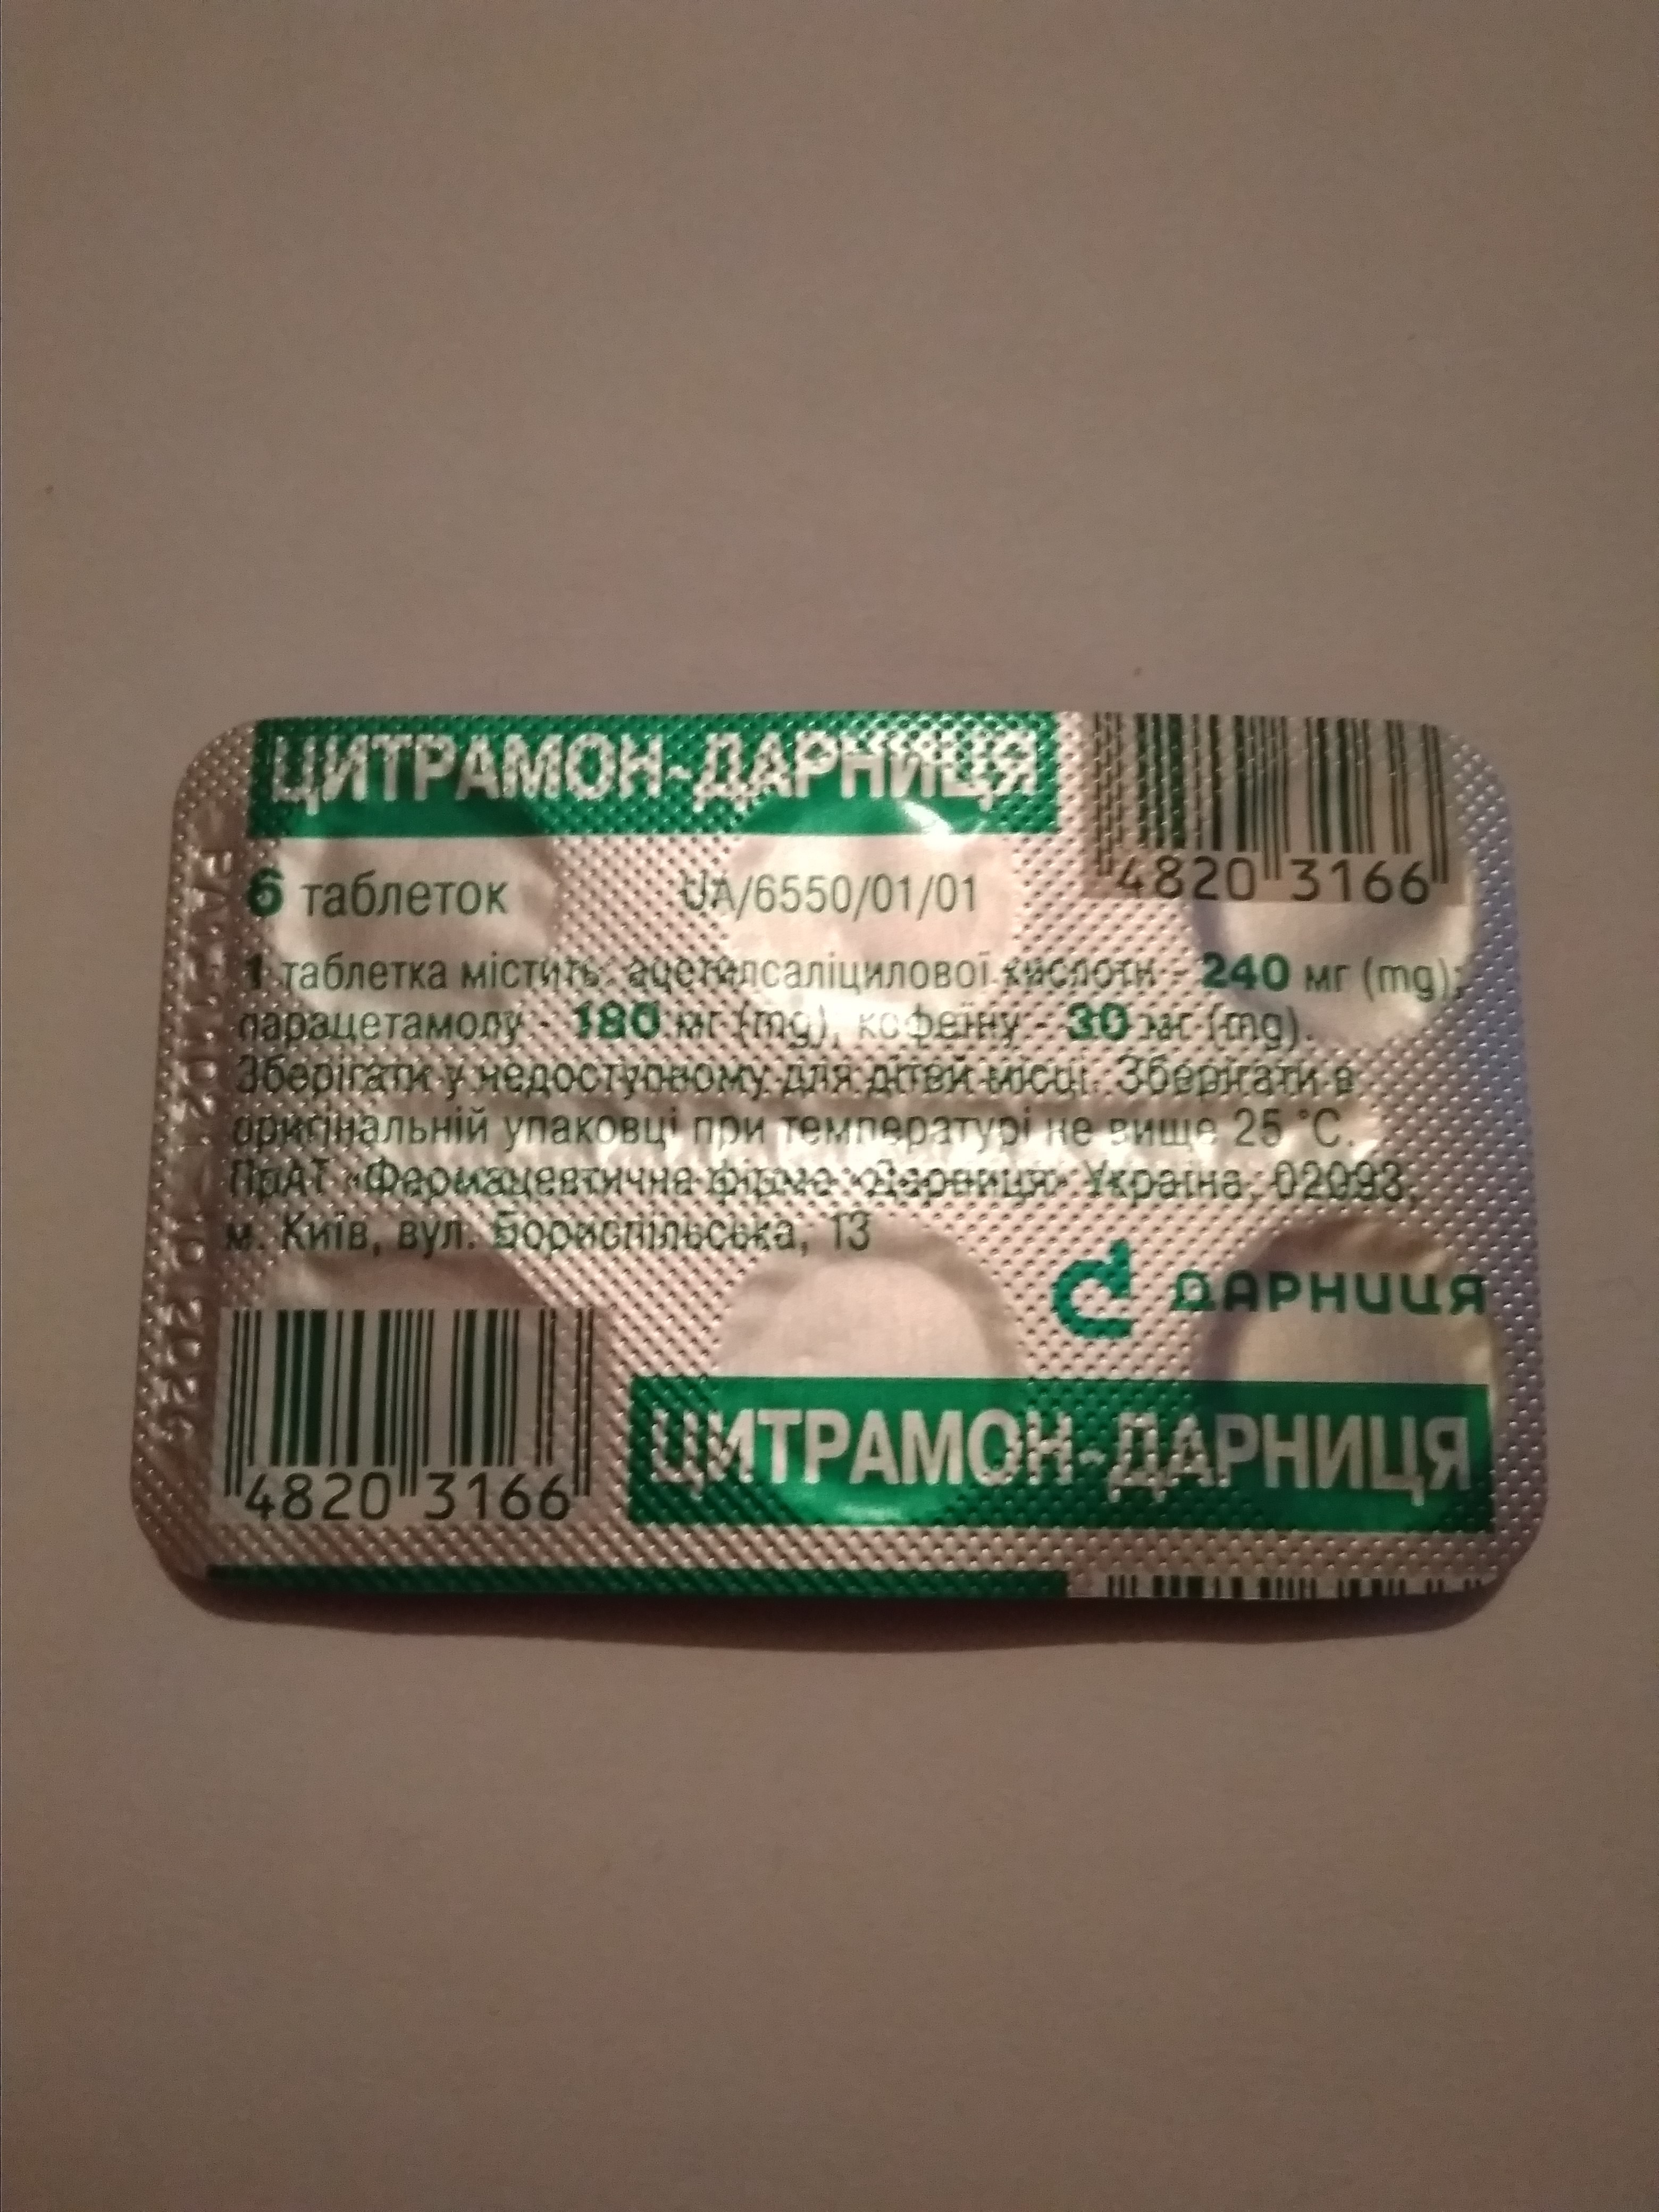 ЦИТРАМОН-ДАРНИЦЯ
4820 3166
6 таблеток UA/6550/01/01
1 таблетка містить: ацетилсаліцилової кислоти - 240 мг (mg);
парацетамолу - 180 мг (mg), кофеїну - 30 мг (mg).
Зберігати у недоступному для дітей місці. Зберігати в
оригінальній упаковці при температурі не вище 25 °С.
ПрАТ «Фармацевтична фірма «Дарниця» Україна, 02093,
м. Київ, вул. Бориспільська, 13
ДАРНИЦЯ
4820 3166
ЦИТРАМОН-ДАРНИЦЯ